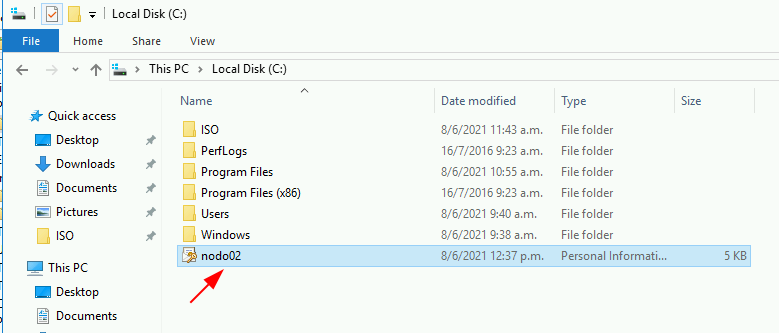 Local Disk (C:)
File Home Share View
This PC Local Disk (C:)
Name Date modified Type Size
Quick access
Desktop
Downloads
Documents
Pictures
ISO
This PC
Desktop
Documents
ISO 8/6/2021 11:43 a.m. File folder
PerfLogs 16/7/2016 9:23 a.m. File folder
Program Files 8/6/2021 10:55 a.m. File folder
Program Files (x86) 16/7/2016 9:23 a.m. File folder
Users 8/6/2021 9:40 a.m. File folder
Windows 8/6/2021 9:38 a.m. File folder
nodo02 8/6/2021 12:37 p.m. Personal Informati... 5 KB